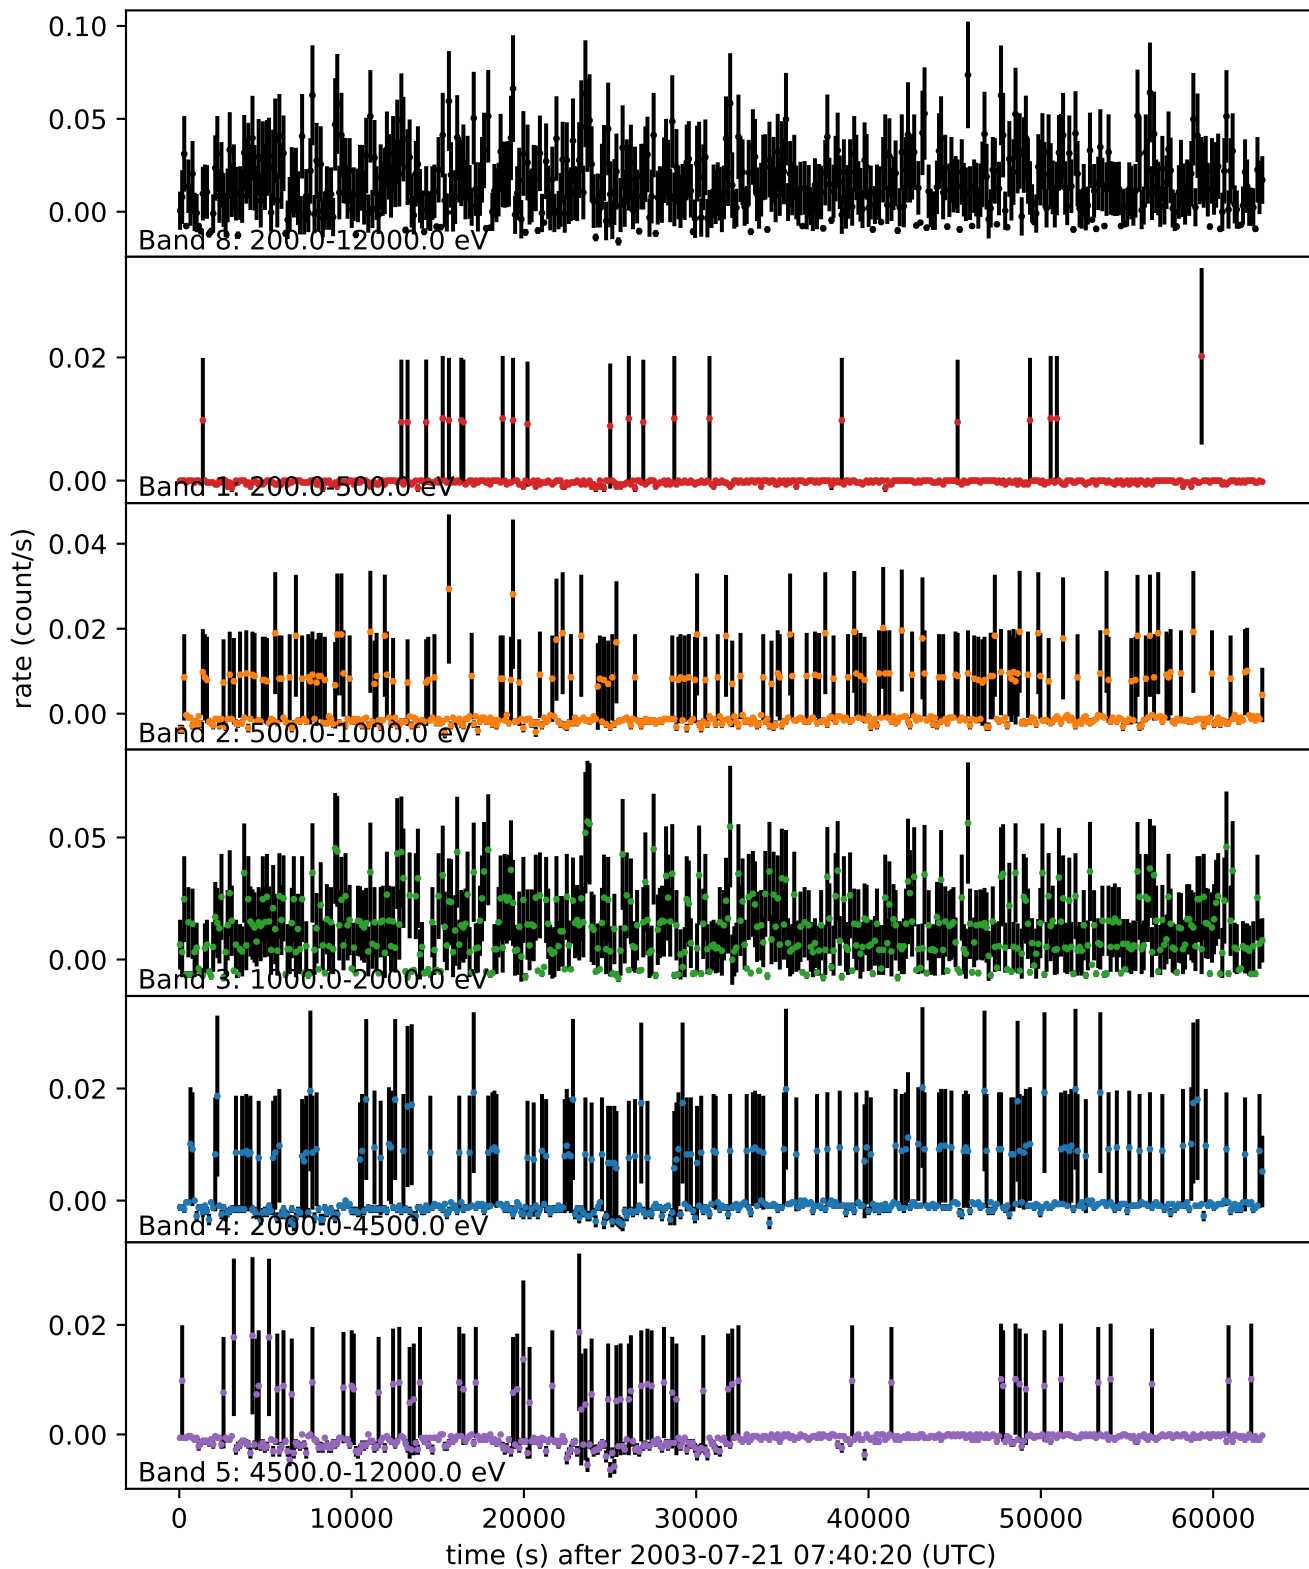 0.10
0.05
0.00
Band 8: 200.0-12000.0 eV
0.02
0.00
Band 1: 200.0-500.0 eV
rate (count/s)
0.04
0.02
0.00
Band 2: 500.0-1000.0 eV
0.05
0.00
Band 3: 1000.0-2000.0 eV
0.02
0.00
Band 4: 2000.0-4500.0 eV
0.02
0.00
Band 5: 4500.0-12000.0 eV
0 10000 20000 30000 40000 50000 60000
time (s) after 2003-07-21 07:40:20 (UTC)